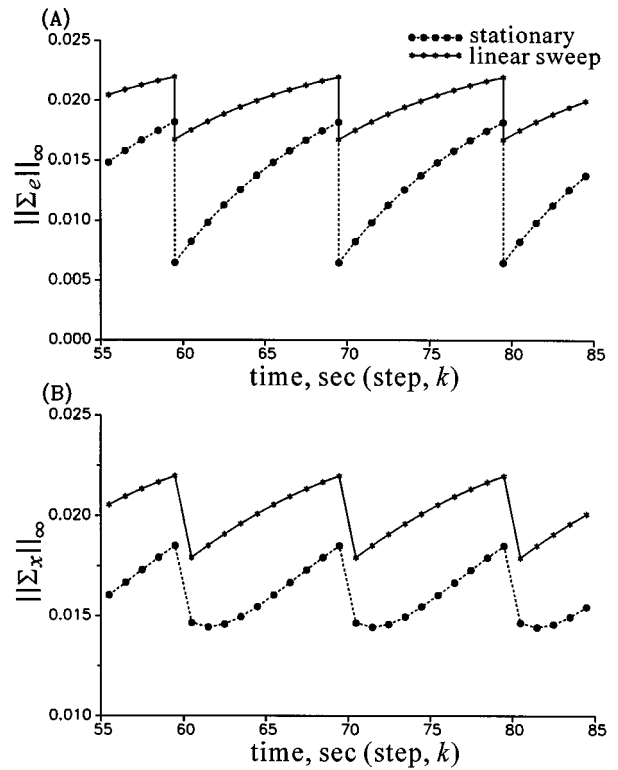 (A)
0.025
0.020
0.015
0.010
0.005
0.000
||Σe||∞
stationary
linear sweep
55 60 65 70 75 80 85
time, sec (step, k)
(B)
0.025
0.020
0.015
0.010
||Σx||∞
55 60 65 70 75 80 85
time, sec (step, k)